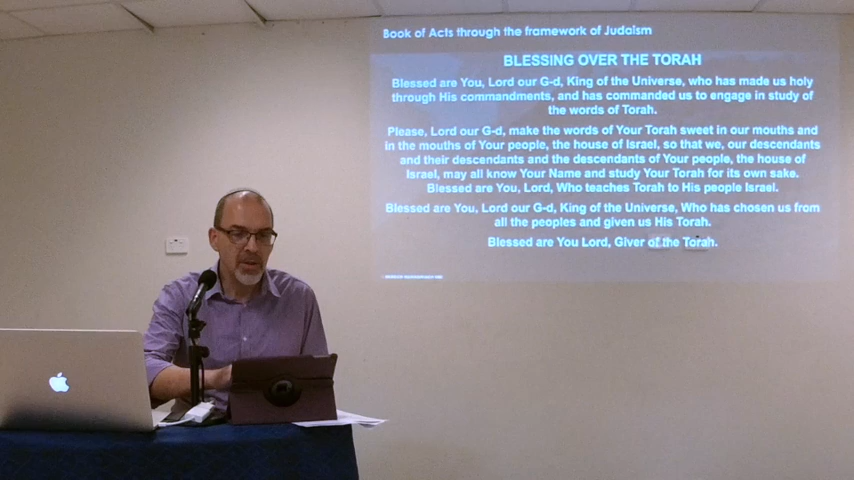 Book of Acts through the framework of Judaism
BLESSING OVER THE TORAH
Blessed are You, Lord our G-d, King of the Universe, who has made us holy
through His commandments, and has commanded us to engage in study of
the words of Torah.
Please, Lord our G-d, make the words of Your Torah sweet in our mouths and
in the mouths of Your people, the house of Israel, so that we, our descendants
and their descendants and the descendants of Your people, the house of
Israel, may all know Your Name and study Your Torah for its own sake.
Blessed are You, Lord, Who teaches Torah to His people Israel.
Blessed are You, Lord our G-d, King of the Universe, Who has chosen us from
all the peoples and given us His Torah.
Blessed are You Lord, Giver of the Torah.